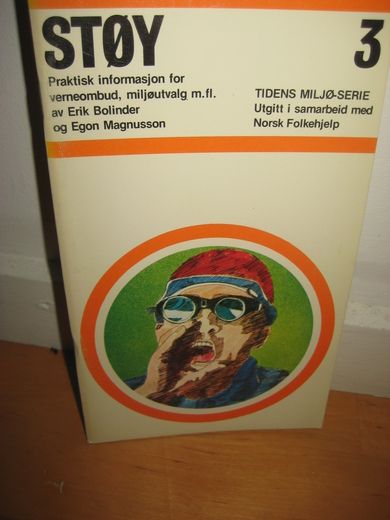 STØY 3
Praktisk informasjon for
verneombud, miljøutvalg m.fl.
av Erik Bolinder
og Egon Magnusson
TIDENS MILJØ-SERIE
Utgitt i samarbeid med
Norsk Folkehjelp